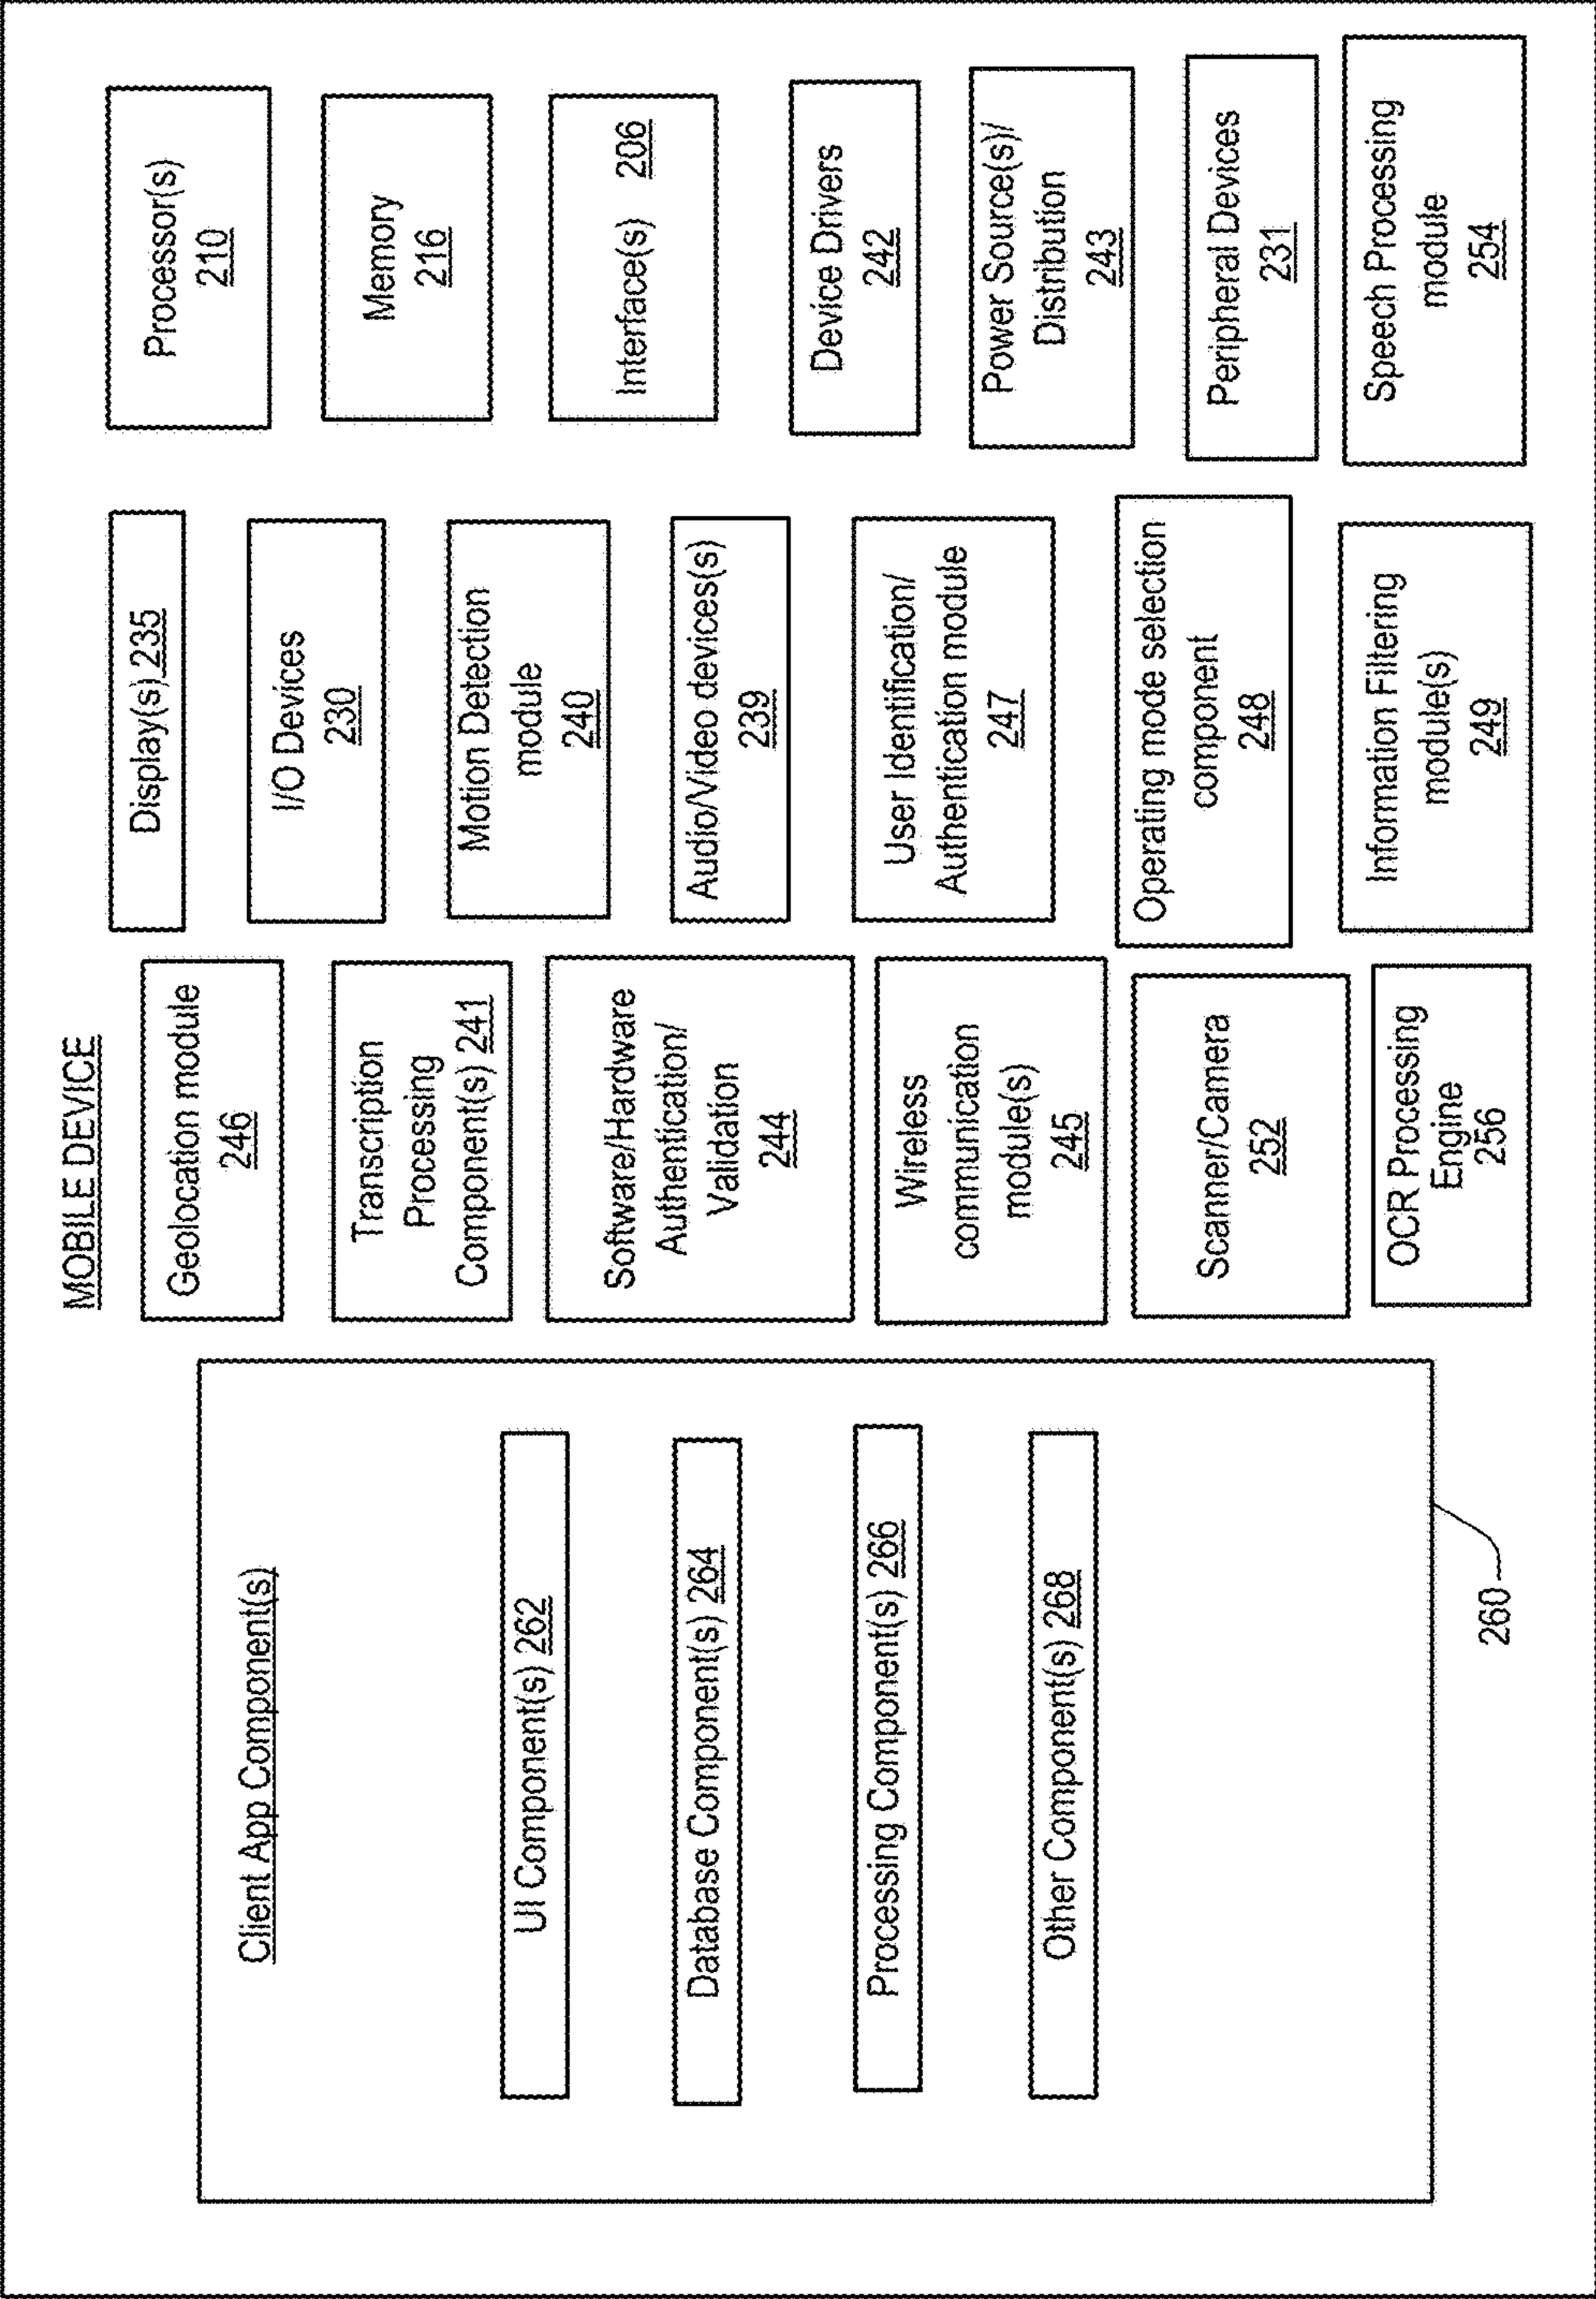 MOBILE DEVICE
Client App Component(s)
UI Component(s) 262
Database Component(s) 264
Processing Component(s) 266
Other Component(s) 268
260
Geolocation module
246
Transcription
Processing
Component(s) 241
Software/Hardware
Authentication/
Validation
244
Wireless
communication
module(s)
245
Scanner/Camera
252
OCR Processing
Engine
256
Display(s) 235
I/O Devices
230
Motion Detection
module
240
Audio/Video devices(s)
239
User Identification/
Authentication module
247
Operating mode selection
component
248
Information Filtering
module(s)
249
Processor(s)
210
Memory
216
Interface(s) 206
Device Drivers
242
Power Source(s)/
Distribution
243
Peripheral Devices
231
Speech Processing
module
254